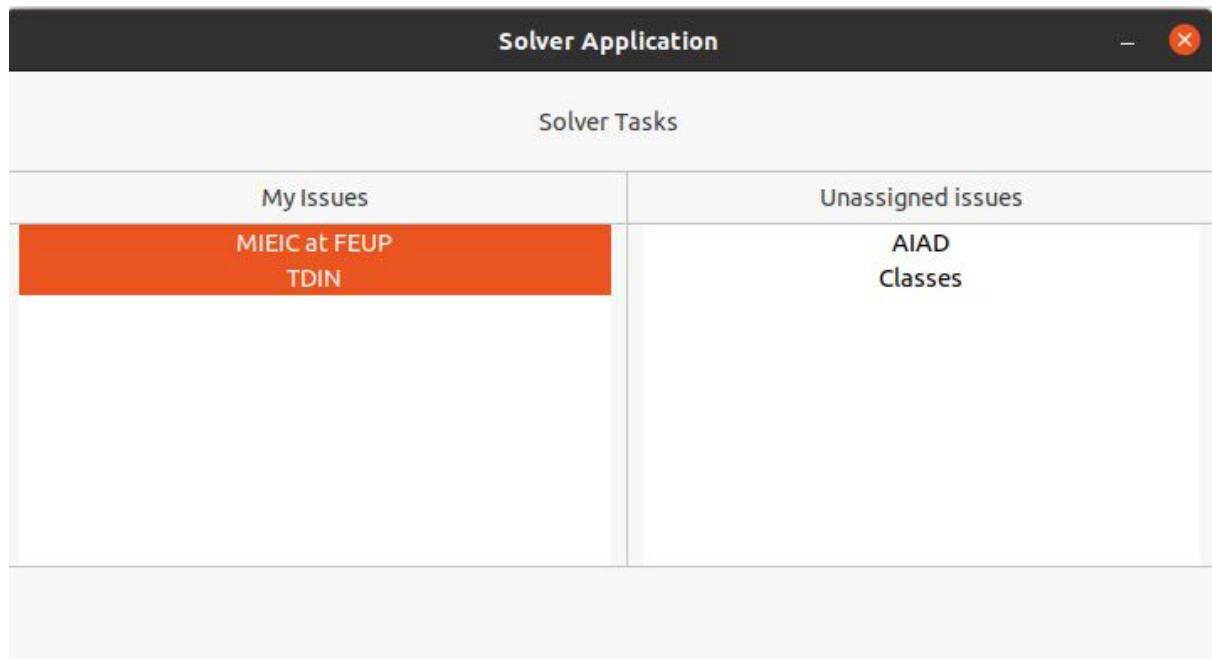 Solver Application
Solver Tasks
My Issues
Unassigned issues
MIEIC at FEUP
TDIN
AIAD
Classes